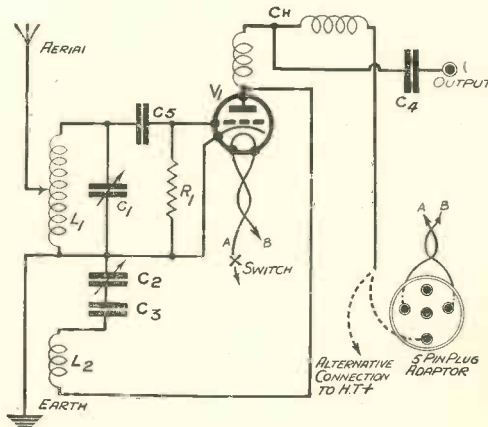 AERIAL
CH
V1
C5
C4
1
OUTPUT
L1
C1
R1
A
B
SWITCH
C2
C3
L2
EARTH
A
B
ALTERNATIVE
CONNECTION
TO H.T+
5 PIN PLUG
ADAPTOR